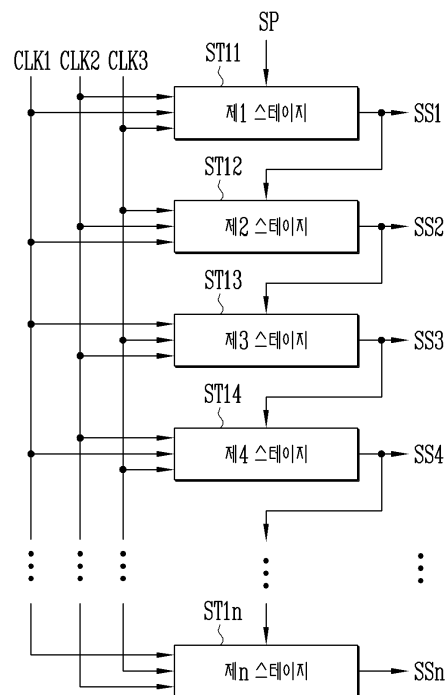 SP
CLK1 CLK2 CLK3 ST11
제1 스테이지 SS1
ST12
제2 스테이지 SS2
ST13
제3 스테이지 SS3
ST14
제4 스테이지 SS4
ST1n
제n 스테이지 SSn